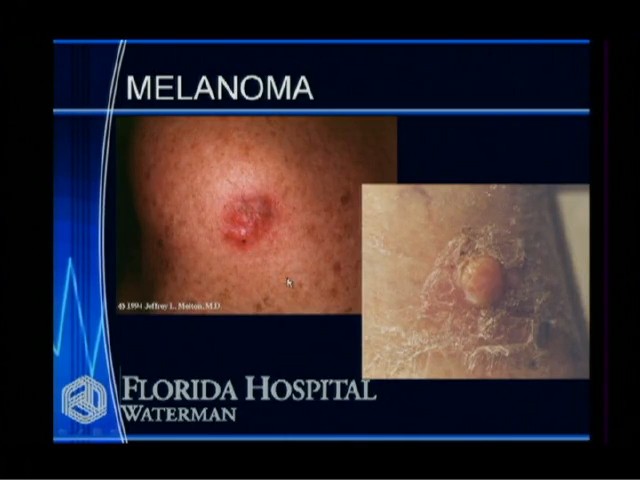 MELANOMA
© 1994 Jeffrey L. Melton, M.D.
FLORIDA HOSPITAL
WATERMAN